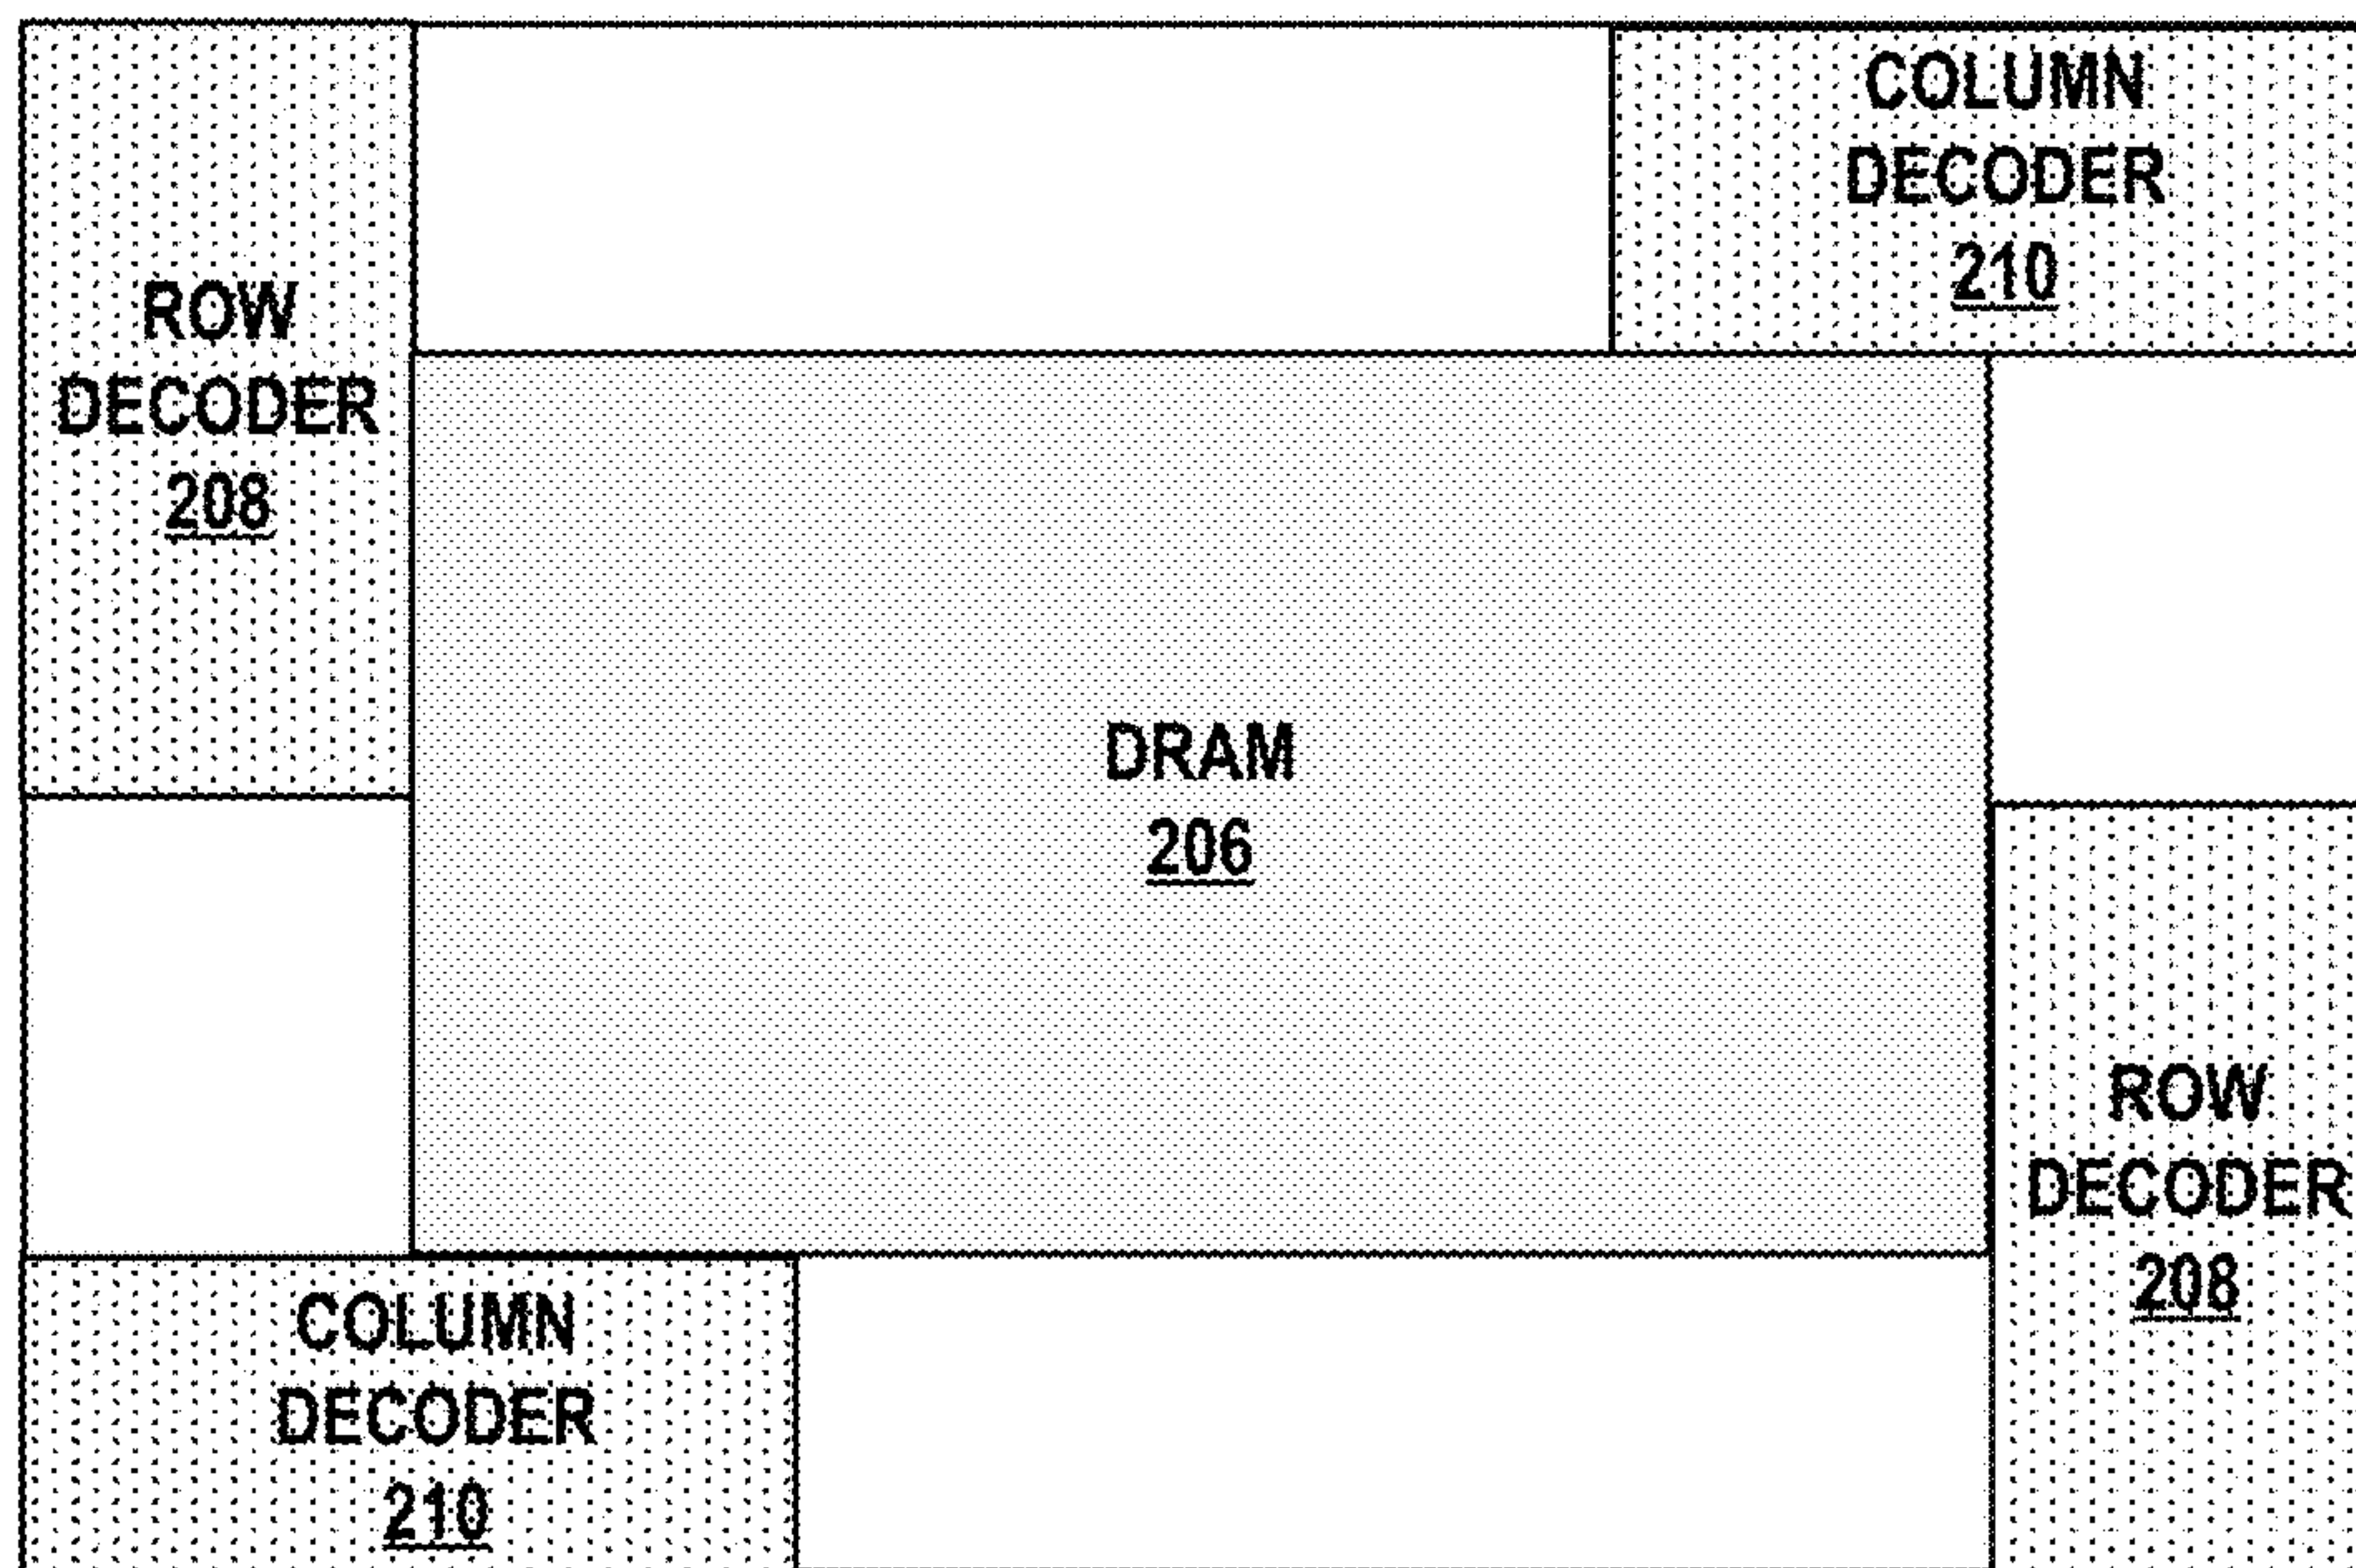 COLUMN
DECODER
210
ROW
DECODER
208
DRAM
206
ROW
DECODER
208
COLUMN
DECODER
210